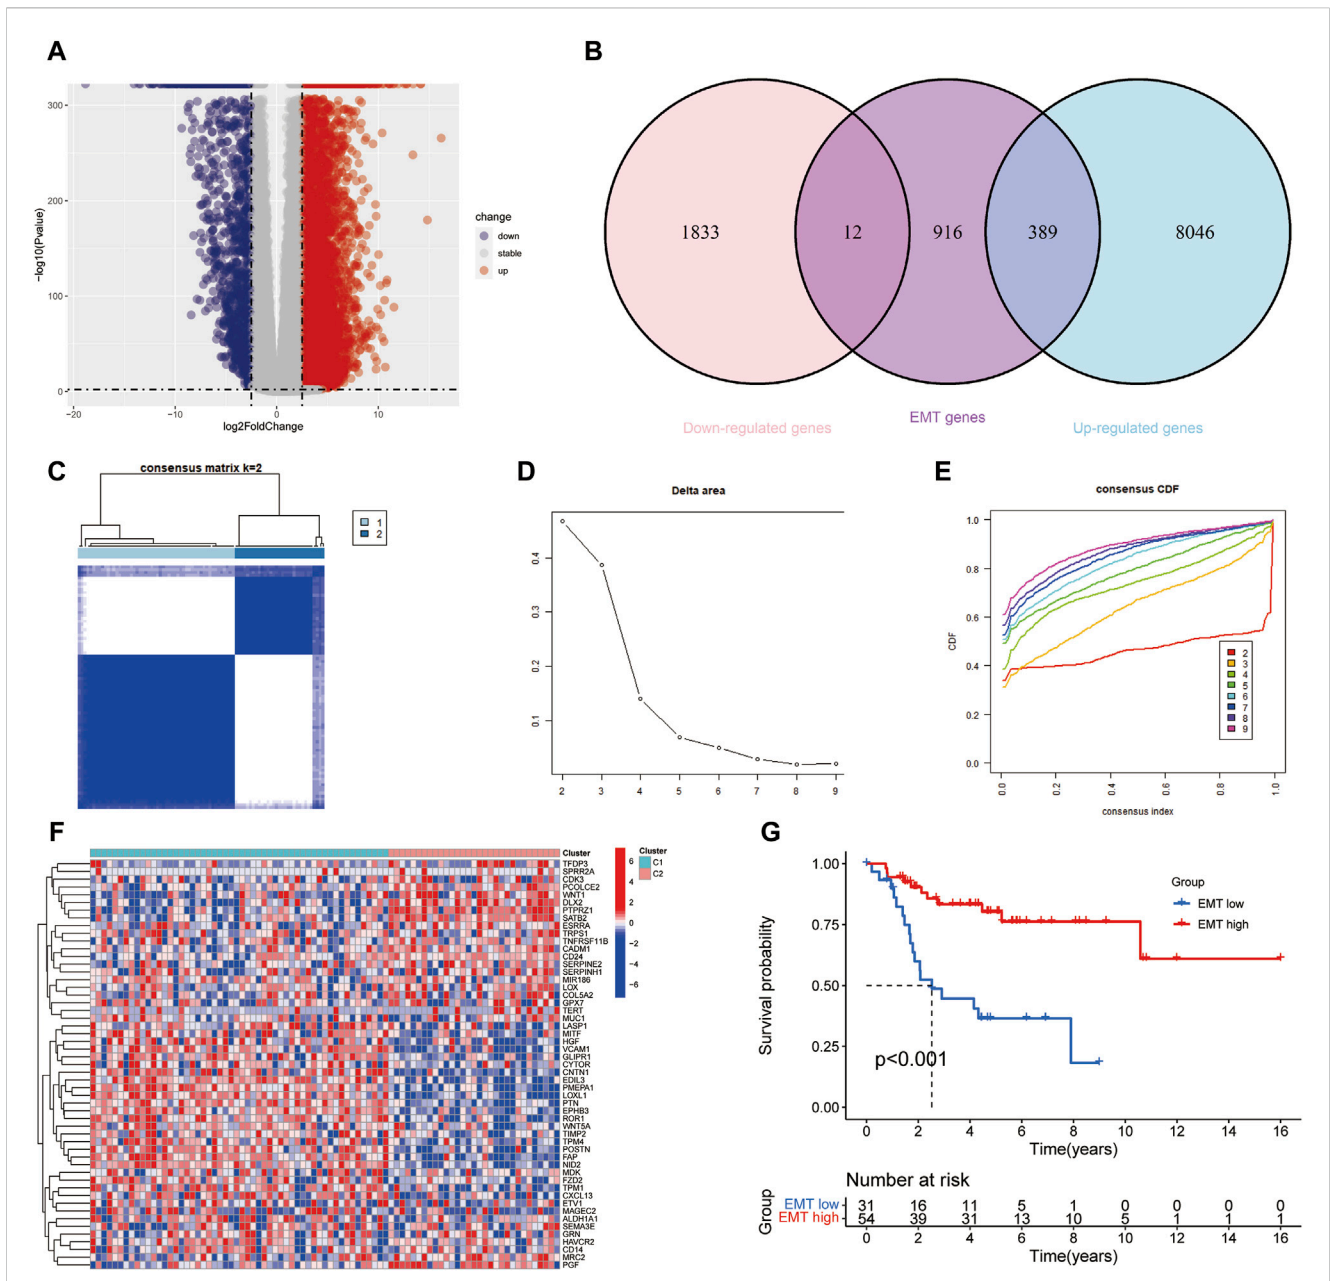 A
300
200
100
0
−log10(Pvalue)
−20
−10
0
10
log2FoldChange
change
down
stable
up
B
1833
12
916
389
8046
Down-regulated genes
EMT genes
Up-regulated genes
C
consensus matrix k=2
1
2
D
Delta area
0.4
0.3
0.2
0.1
2 3 4 5 6 7 8 9
E
consensus CDF
1.0
0.8
0.6
0.4
0.2
0.0
CDF
0.0 0.2 0.4 0.6 0.8 1.0
consensus index
2
3
4
5
6
7
8
9
F
Cluster
TFDP3
SPRR2A
CDK3
PCOLCE2
WNT1
DLX2
PTPRZ1
SATB2
ESRRA
TRPS1
TNFRSF11B
CADM1
CD24
SERPINE2
SERPINH1
MIR186
LOX
COL5A2
GPX7
TERT
MUC1
LASP1
MITF
HGF
VCAM1
GLIPR1
CYTOR
CNTN1
EDIL3
PMEPA1
LOXL1
PTN
EPHB3
ROR1
WNT5A
TIMP2
TPM4
POSTN
FAP
NID2
MDK
FZD2
TPM1
CXCL13
ETV1
MAGEC2
ALDH1A1
SEMA3E
GRN
HAVCR2
CD14
MRC2
PGF
6
4
2
0
−2
−4
−6
Cluster
C1
C2
G
1.00
0.75
0.50
0.25
0.00
Survival probability
p<0.001
Group
EMT low
EMT high
0 2 4 6 8 10 12 14 16
Time(years)
Number at risk
Group
EMT low 31 16 11 5 1 0 0 0 0
EMT high 54 39 31 13 10 5 1 1 1
0 2 4 6 8 10 12 14 16
Time(years)